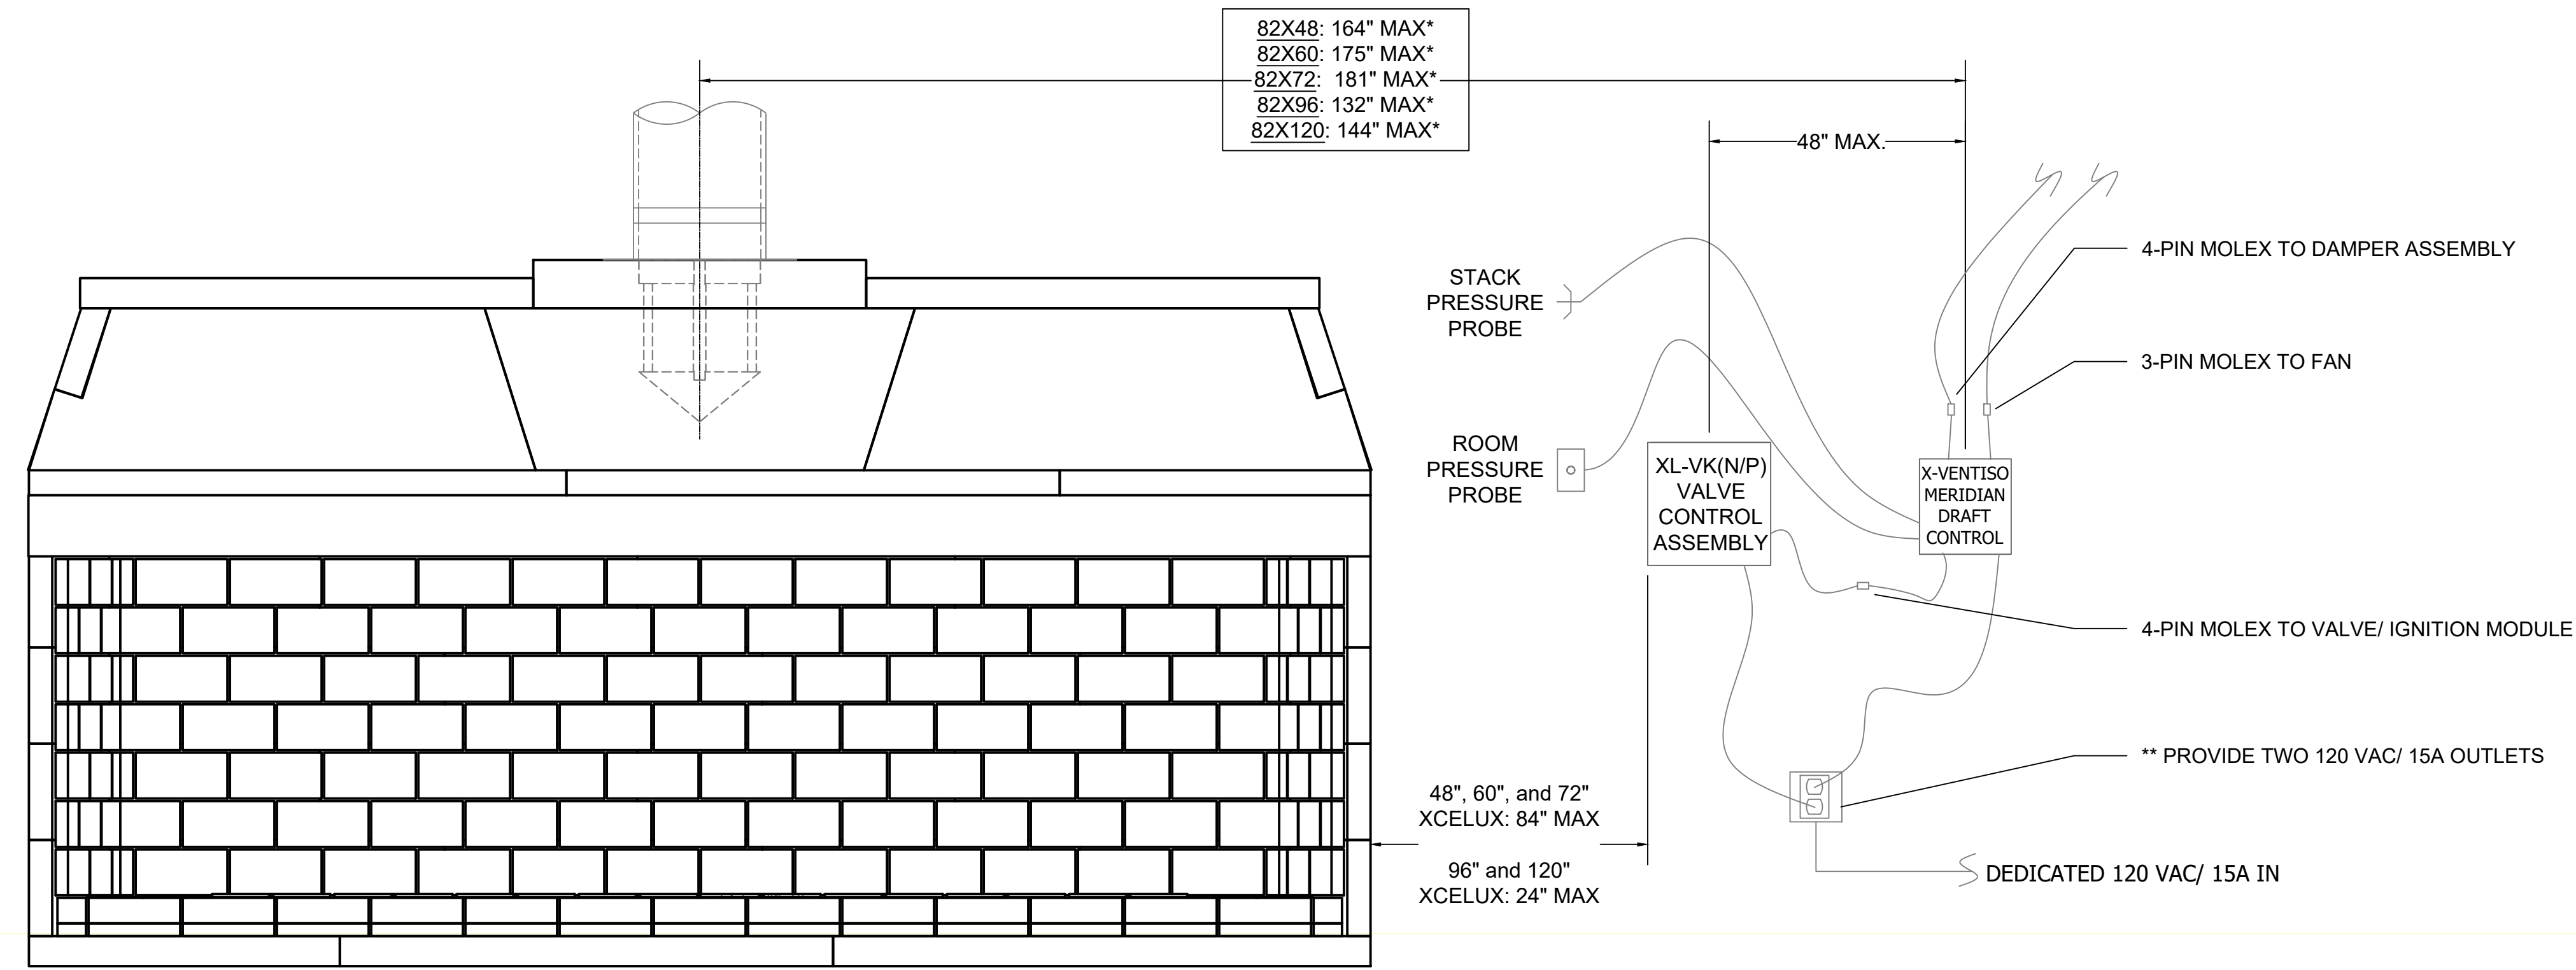 82X48: 164" MAX*
82X60: 175" MAX*
82X72: 181" MAX*
82X96: 132" MAX*
82X120: 144" MAX*
48" MAX.
4-PIN MOLEX TO DAMPER ASSEMBLY
STACK
PRESSURE
PROBE
3-PIN MOLEX TO FAN
ROOM
PRESSURE
PROBE
XL-VK(N/P)
VALVE
CONTROL
ASSEMBLY
X-VENTISO
MERIDIAN
DRAFT
CONTROL
4-PIN MOLEX TO VALVE/ IGNITION MODULE
** PROVIDE TWO 120 VAC/ 15A OUTLETS
48", 60", and 72"
XCELUX: 84" MAX
96" and 120"
XCELUX: 24" MAX
DEDICATED 120 VAC/ 15A IN